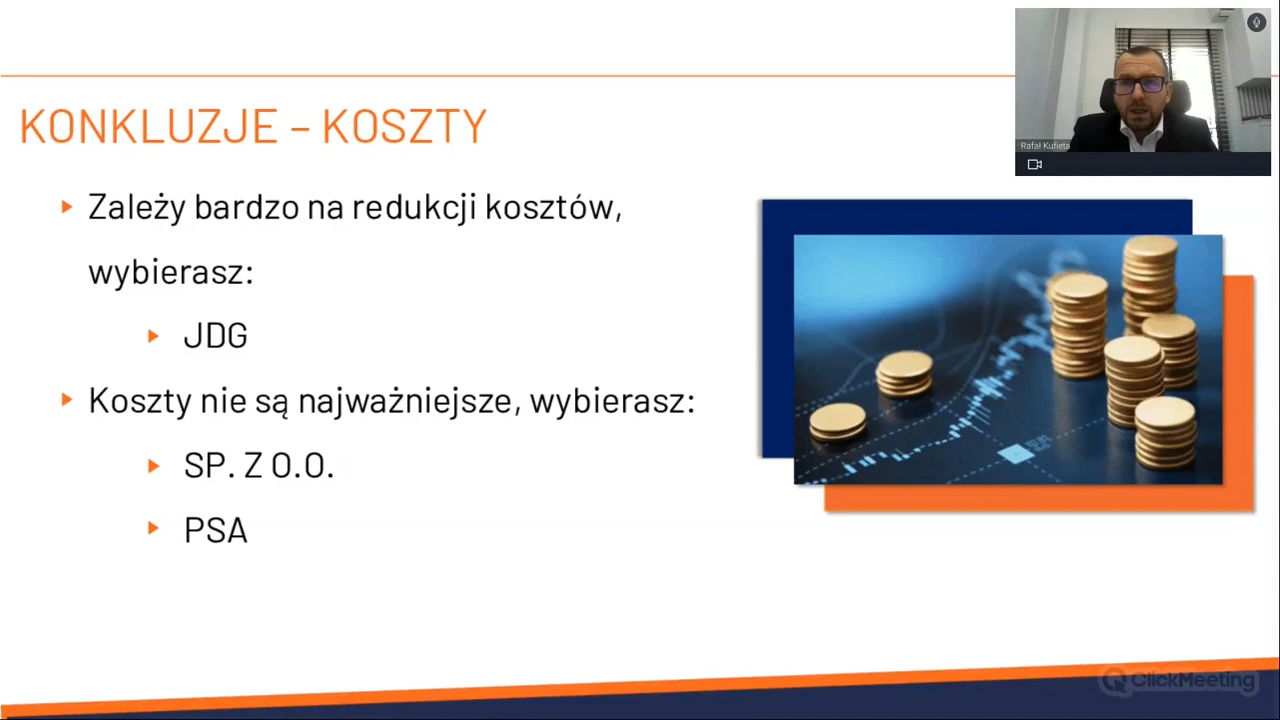 Rafał Kufieta
KONKLUZJE – KOSZTY
Zależy bardzo na redukcji kosztów,
wybierasz:
JDG
Koszty nie są najważniejsze, wybierasz:
SP. Z O.O.
PSA
ClickMeeting